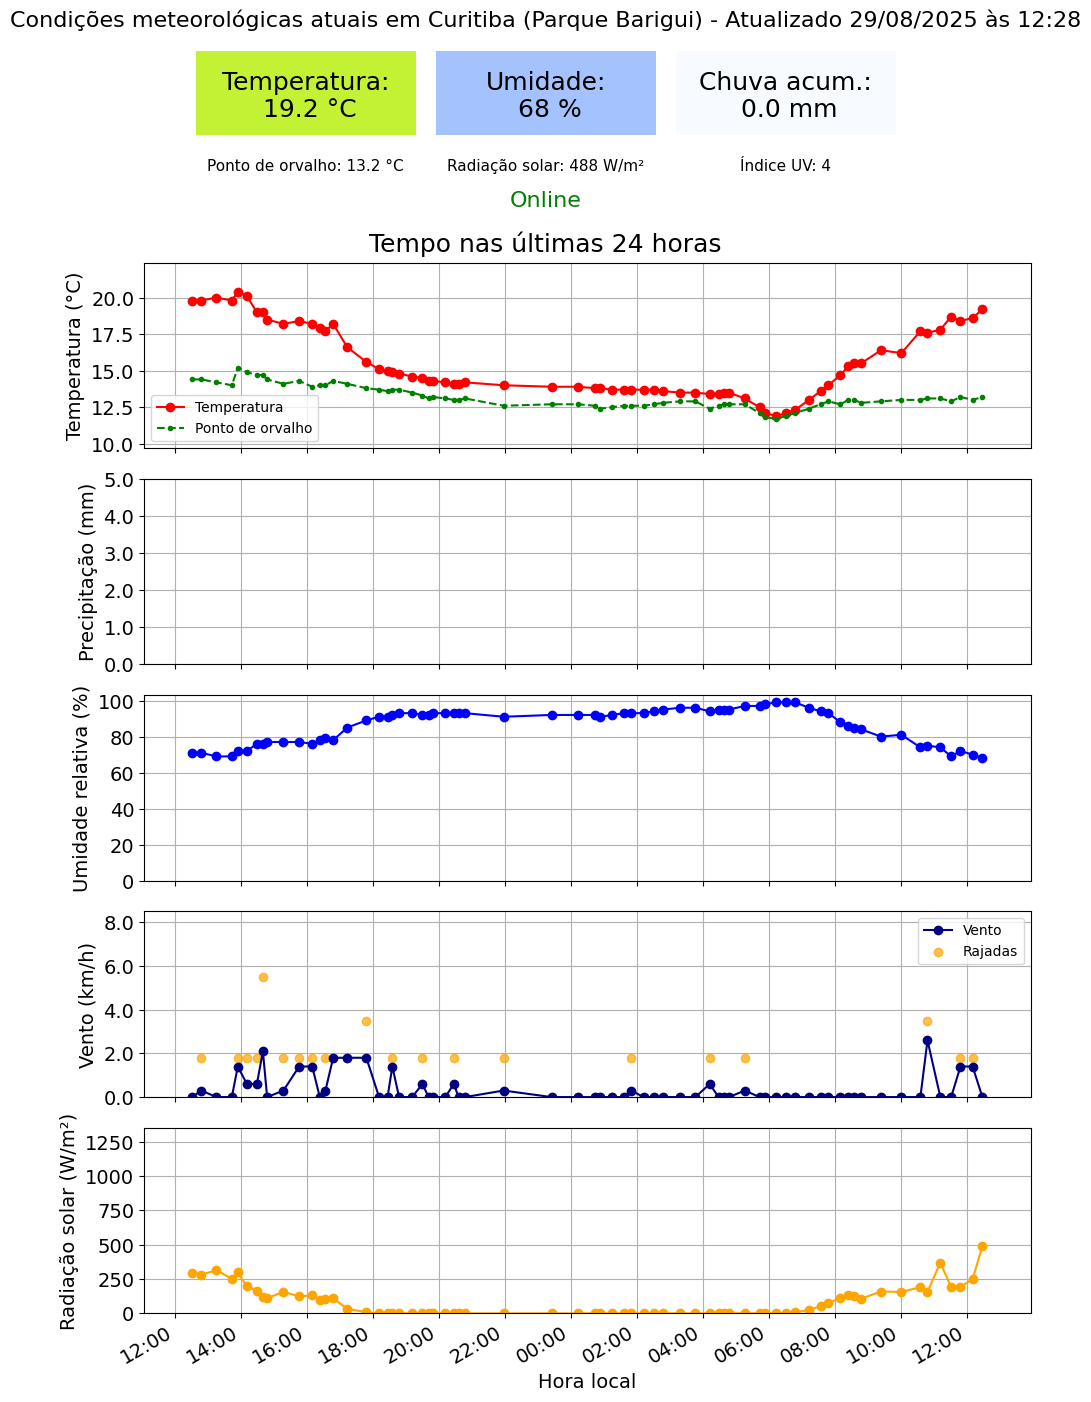 Condições meteorológicas atuais em Curitiba (Parque Barigui) - Atualizado 29/08/2025 às 12:28
Temperatura:
19.2 °C
Umidade:
68 %
Chuva acum.:
0.0 mm
Ponto de orvalho: 13.2 °C
Radiação solar: 488 W/m²
Índice UV: 4
Online
Tempo nas últimas 24 horas
Temperatura (°C)
20.0
17.5
15.0
12.5
10.0
Temperatura
Ponto de orvalho
Precipitação (mm)
5.0
4.0
3.0
2.0
1.0
0.0
Umidade relativa (%)
100
80
60
40
20
0
Vento (km/h)
8.0
6.0
4.0
2.0
0.0
Vento
Rajadas
Radiação solar (W/m²)
1250
1000
750
500
250
0
12:00
14:00
16:00
18:00
20:00
22:00
00:00
02:00
04:00
06:00
08:00
10:00
12:00
Hora local